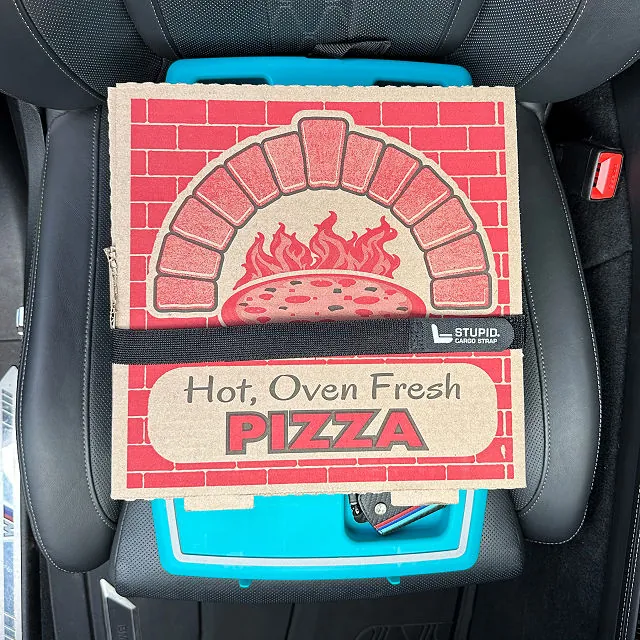 STUPID.
CARGO STRAP
Hot, Oven Fresh
PIZZA